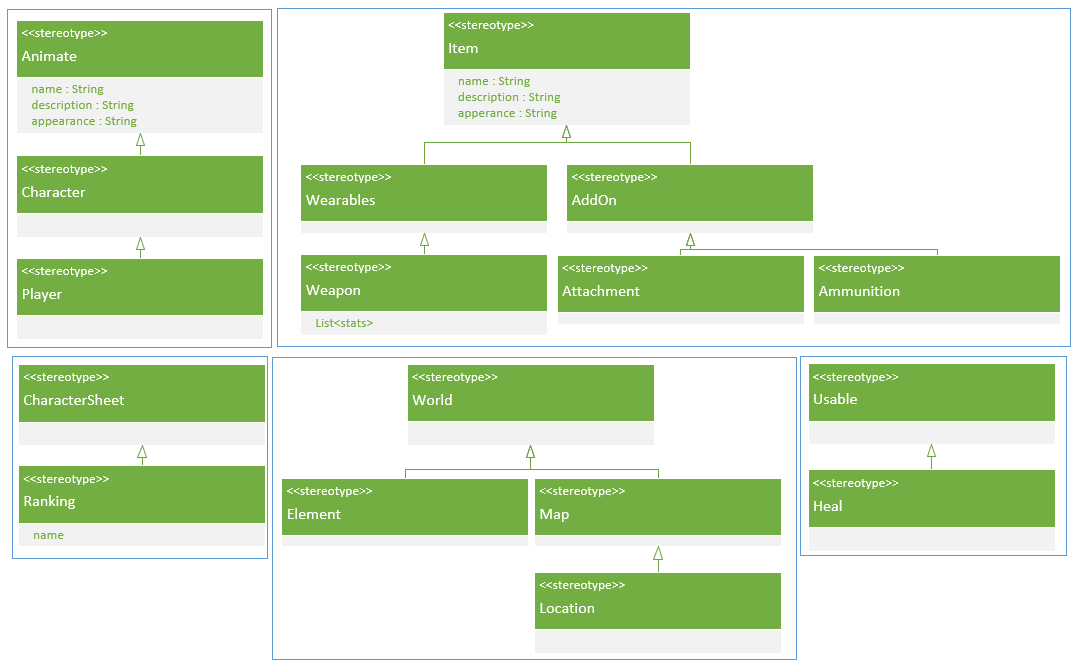 <<stereotype>>
Animate
name : String
description : String
appearance : String
<<stereotype>>
Character
<<stereotype>>
Player
<<stereotype>>
Item
name : String
description : String
apperance : String
<<stereotype>>
Wearables
<<stereotype>>
AddOn
<<stereotype>>
Weapon
List<stats>
<<stereotype>>
Attachment
<<stereotype>>
Ammunition
<<stereotype>>
CharacterSheet
<<stereotype>>
Ranking
name
<<stereotype>>
World
<<stereotype>>
Element
<<stereotype>>
Map
<<stereotype>>
Location
<<stereotype>>
Usable
<<stereotype>>
Heal